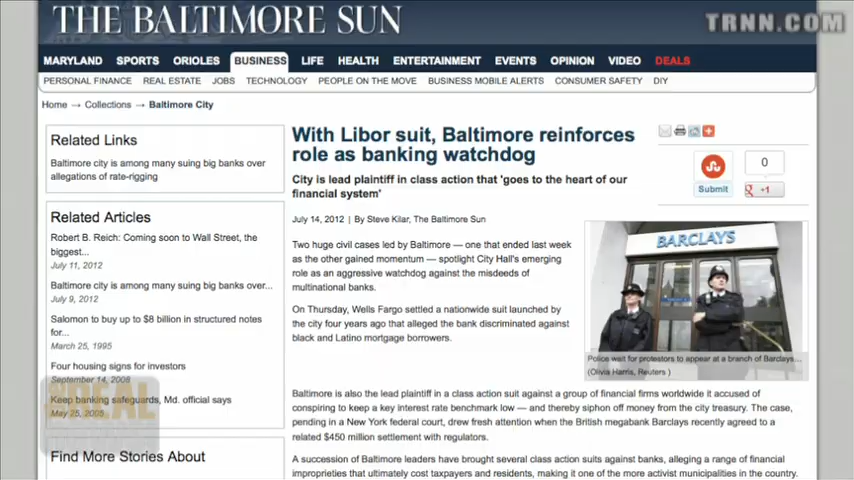 THE BALTIMORE SUN
TRNN.COM
MARYLAND SPORTS ORIOLES BUSINESS LIFE HEALTH ENTERTAINMENT EVENTS OPINION VIDEO DEALS
PERSONAL FINANCE REAL ESTATE JOBS TECHNOLOGY PEOPLE ON THE MOVE BUSINESS MOBILE ALERTS CONSUMER SAFETY DIY
Home → Collections → Baltimore City
Related Links
Baltimore city is among many suing big banks over
allegations of rate-rigging
Related Articles
Robert B. Reich: Coming soon to Wall Street, the
biggest...
July 11, 2012
Baltimore city is among many suing big banks over...
July 9, 2012
Salomon to buy up to $8 billion in structured notes
for...
March 25, 1995
Four housing signs for investors
September 14, 2006
Keep banking safeguards, Md. official says
May 25, 2005
THE REAL
Find More Stories About
With Libor suit, Baltimore reinforces
role as banking watchdog
City is lead plaintiff in class action that 'goes to the heart of our
financial system'
July 14, 2012 | By Steve Kilar, The Baltimore Sun
Two huge civil cases led by Baltimore — one that ended last week
as the other gained momentum — spotlight City Hall's emerging
role as an aggressive watchdog against the misdeeds of
multinational banks.
On Thursday, Wells Fargo settled a nationwide suit launched by
the city four years ago that alleged the bank discriminated against
black and Latino mortgage borrowers.
Submit
0
+1
BARCLAYS
Police wait for protestors to appear at a branch of Barclays...
(Olivia Harris, Reuters.)
Baltimore is also the lead plaintiff in a class action suit against a group of financial firms worldwide it accused of
conspiring to keep a key interest rate benchmark low — and thereby siphon off money from the city treasury. The case,
pending in a New York federal court, drew fresh attention when the British megabank Barclays recently agreed to a
related $450 million settlement with regulators.
A succession of Baltimore leaders have brought several class action suits against banks, alleging a range of financial
improprieties that ultimately cost taxpayers and residents, making it one of the more activist municipalities in the country.